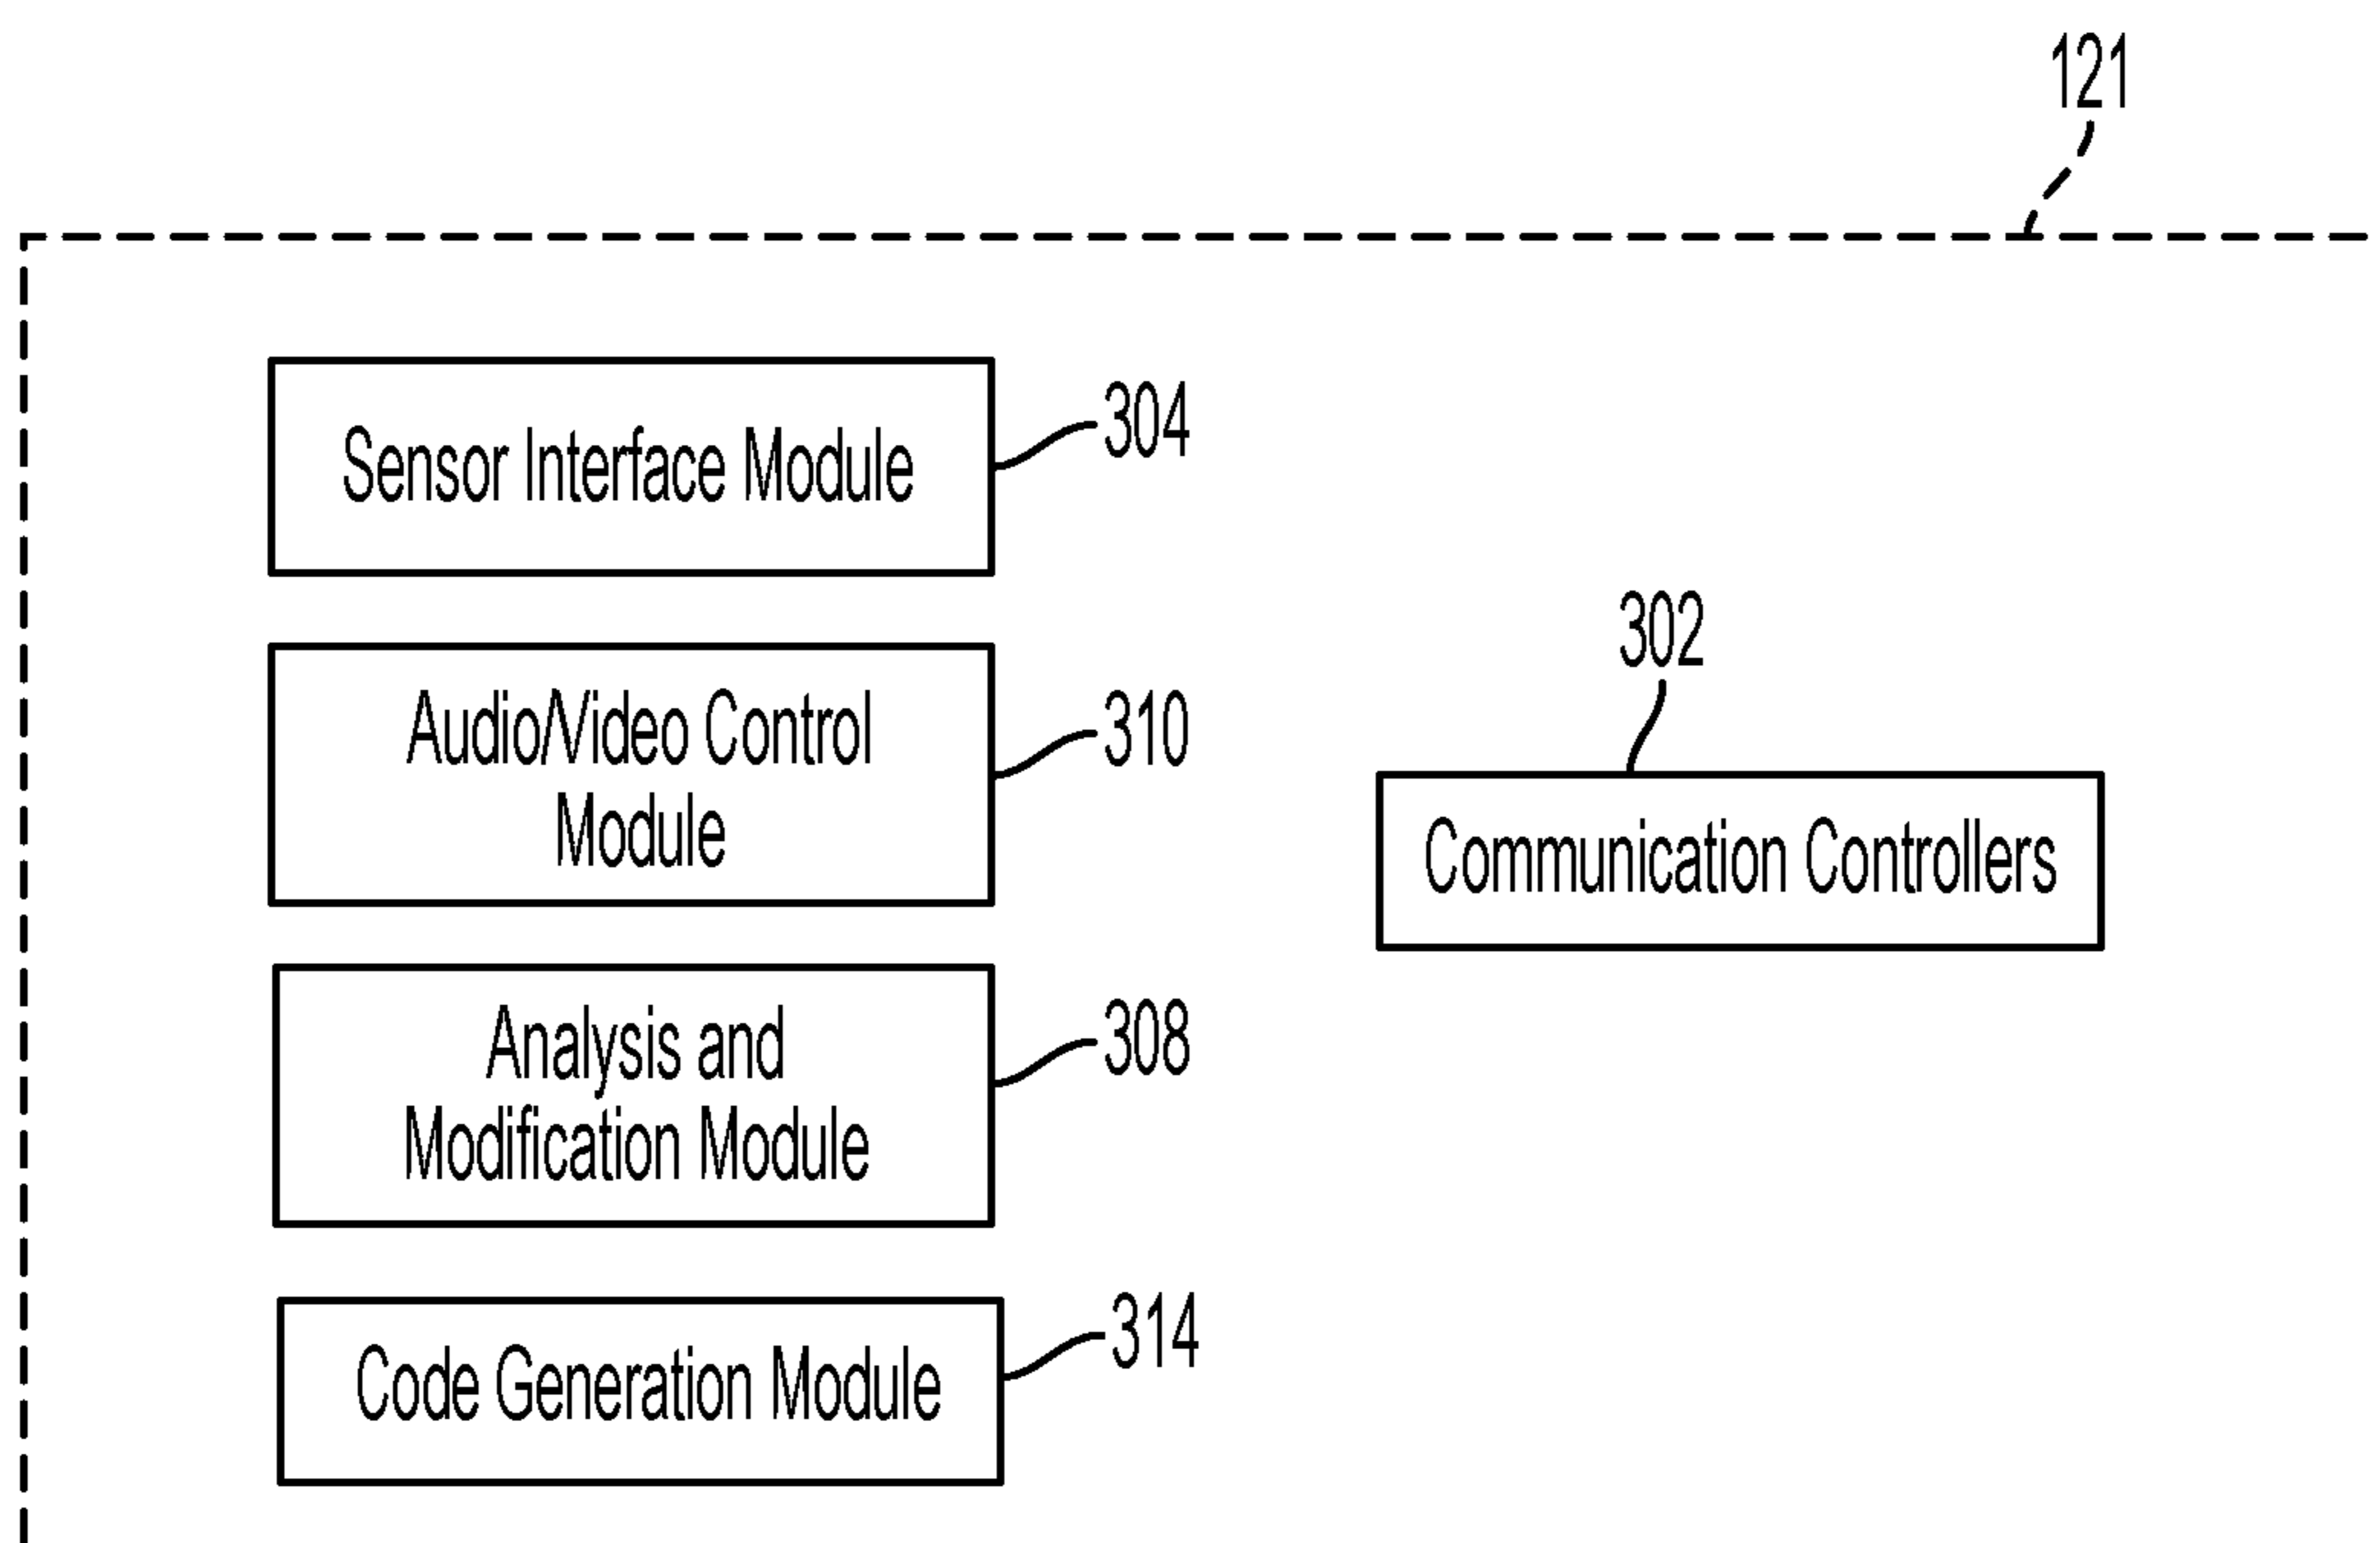 121
Sensor Interface Module
304
Audio/Video Control
Module
310
302
Communication Controllers
Analysis and
Modification Module
308
Code Generation Module
314